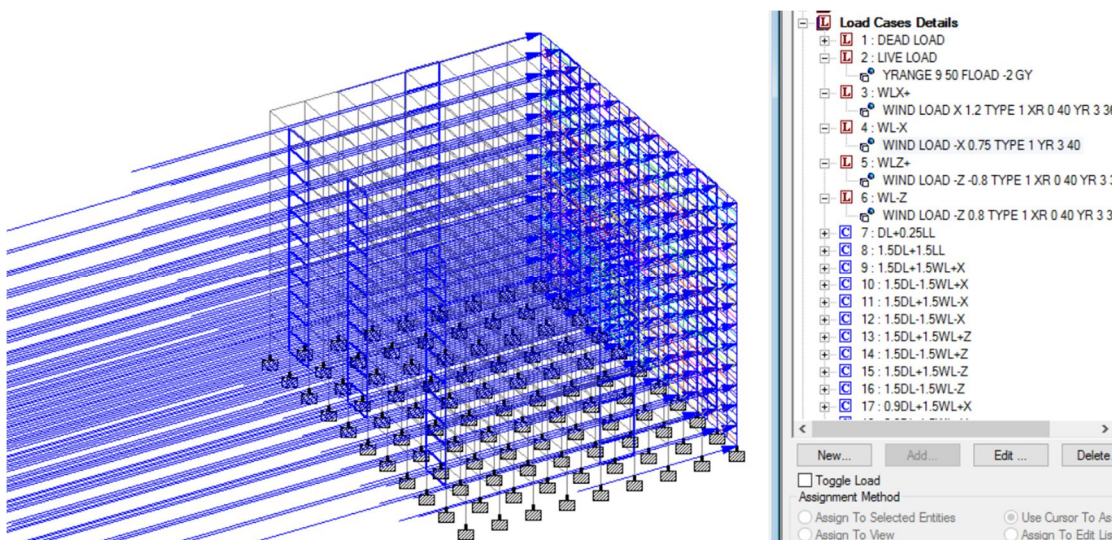 Load Cases Details
L 1 : DEAD LOAD
L 2 : LIVE LOAD
YRANGE 9 50 FLOAD -2 GY
L 3 : WLX+
WIND LOAD X 1.2 TYPE 1 XR 0 40 YR 3
L 4 : WL-X
WIND LOAD -X 0.75 TYPE 1 YR 3 40
L 5 : WLZ+
WIND LOAD -Z -0.8 TYPE 1 XR 0 40 YR 3
L 6 : WL-Z
WIND LOAD -Z 0.8 TYPE 1 XR 0 40 YR 3
C 7 : DL+0.25LL
C 8 : 1.5DL+1.5LL
C 9 : 1.5DL+1.5WL+X
C 10 : 1.5DL-1.5WL+X
C 11 : 1.5DL+1.5WL-X
C 12 : 1.5DL-1.5WL-X
C 13 : 1.5DL+1.5WL+Z
C 14 : 1.5DL-1.5WL+Z
C 15 : 1.5DL+1.5WL-Z
C 16 : 1.5DL-1.5WL-Z
C 17 : 0.9DL+1.5WL+X
New... Add... Edit ... Delete
Toggle Load
Assignment Method
Assign To Selected Entities Use Cursor To As
Assign To View Assign To Edit Lis